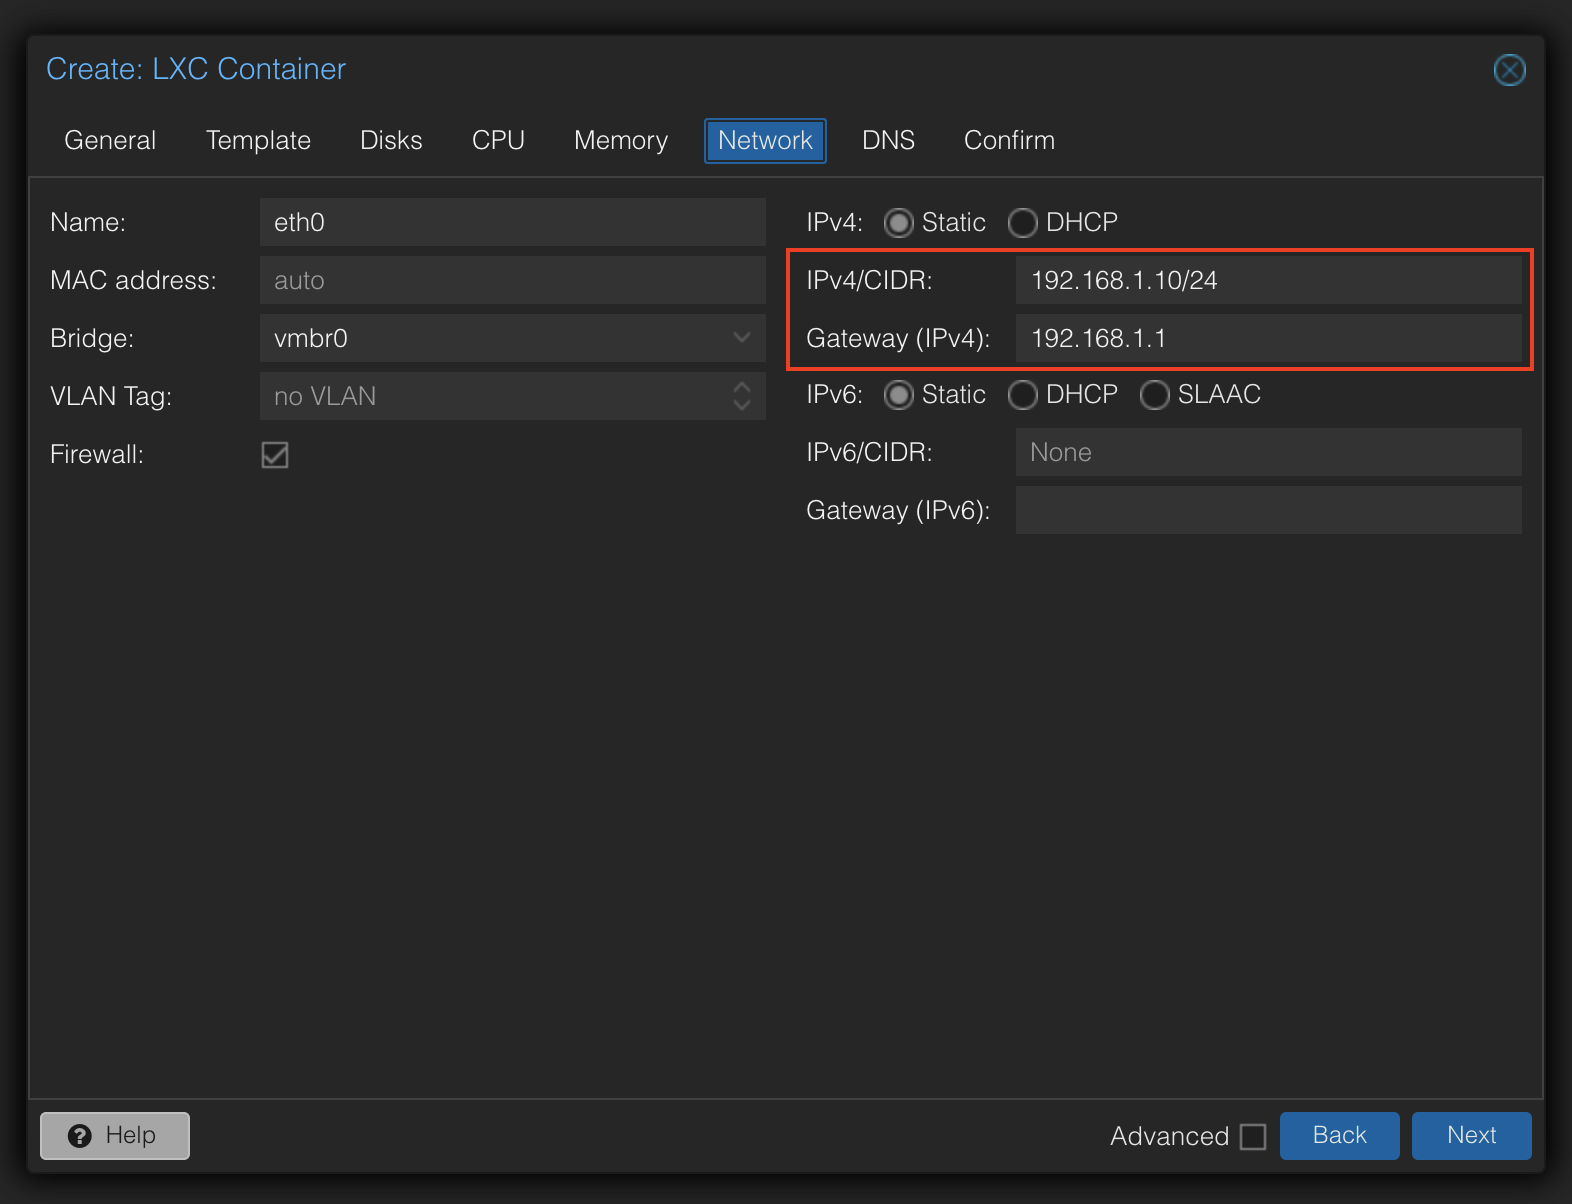 Create: LXC Container
General Template Disks CPU Memory Network DNS Confirm
Name: eth0
MAC address: auto
Bridge: vmbr0
VLAN Tag: no VLAN
Firewall:
IPv4: Static DHCP
IPv4/CIDR: 192.168.1.10/24
Gateway (IPv4): 192.168.1.1
IPv6: Static DHCP SLAAC
IPv6/CIDR: None
Gateway (IPv6):
Help
Advanced Back Next